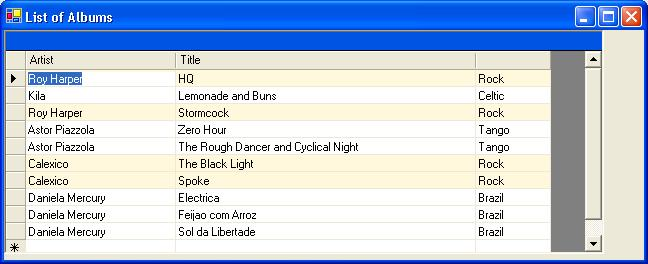 List of Albums
Artist Title
Roy Harper HQ Rock
Kila Lemonade and Buns Celtic
Roy Harper Stormcock Rock
Astor Piazzola Zero Hour Tango
Astor Piazzola The Rough Dancer and Cyclical Night Tango
Calexico The Black Light Rock
Calexico Spoke Rock
Daniela Mercury Electrica Brazil
Daniela Mercury Feijao com Arroz Brazil
Daniela Mercury Sol da Libertade Brazil